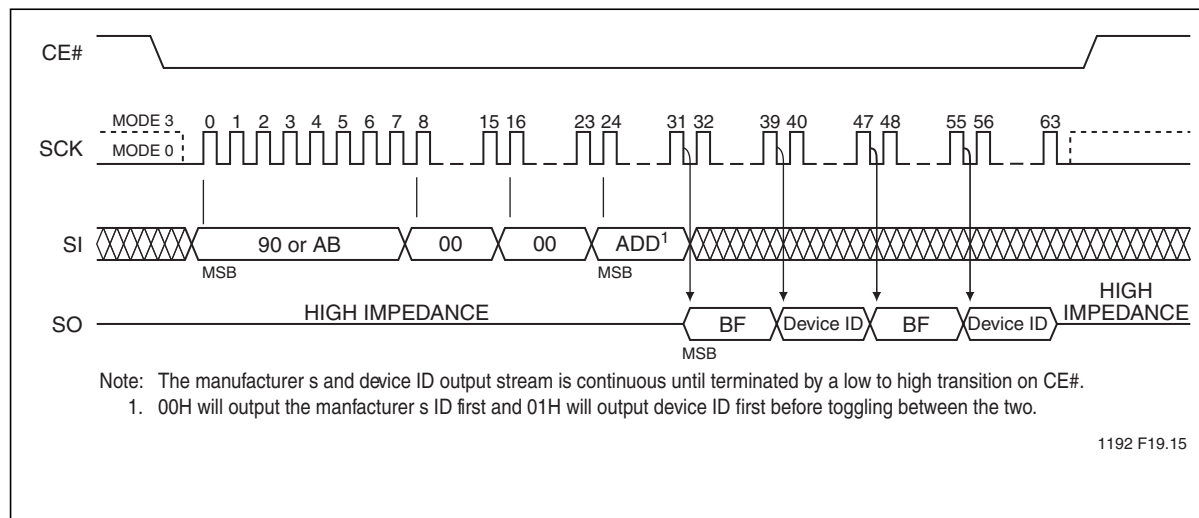 CE#
MODE 3
0 1 2 3 4 5 6 7 8 15 16 23 24 31 32 39 40 47 48 55 56 63
SCK
MODE 0
SI
90 or AB 00 00 ADD1
MSB MSB
HIGH IMPEDANCE
HIGH IMPEDANCE
SO
BF Device ID BF Device ID
MSB
Note: The manufacturer s and device ID output stream is continuous until terminated by a low to high transition on CE#.
1. 00H will output the manfacturer s ID first and 01H will output device ID first before toggling between the two.
1192 F19.15